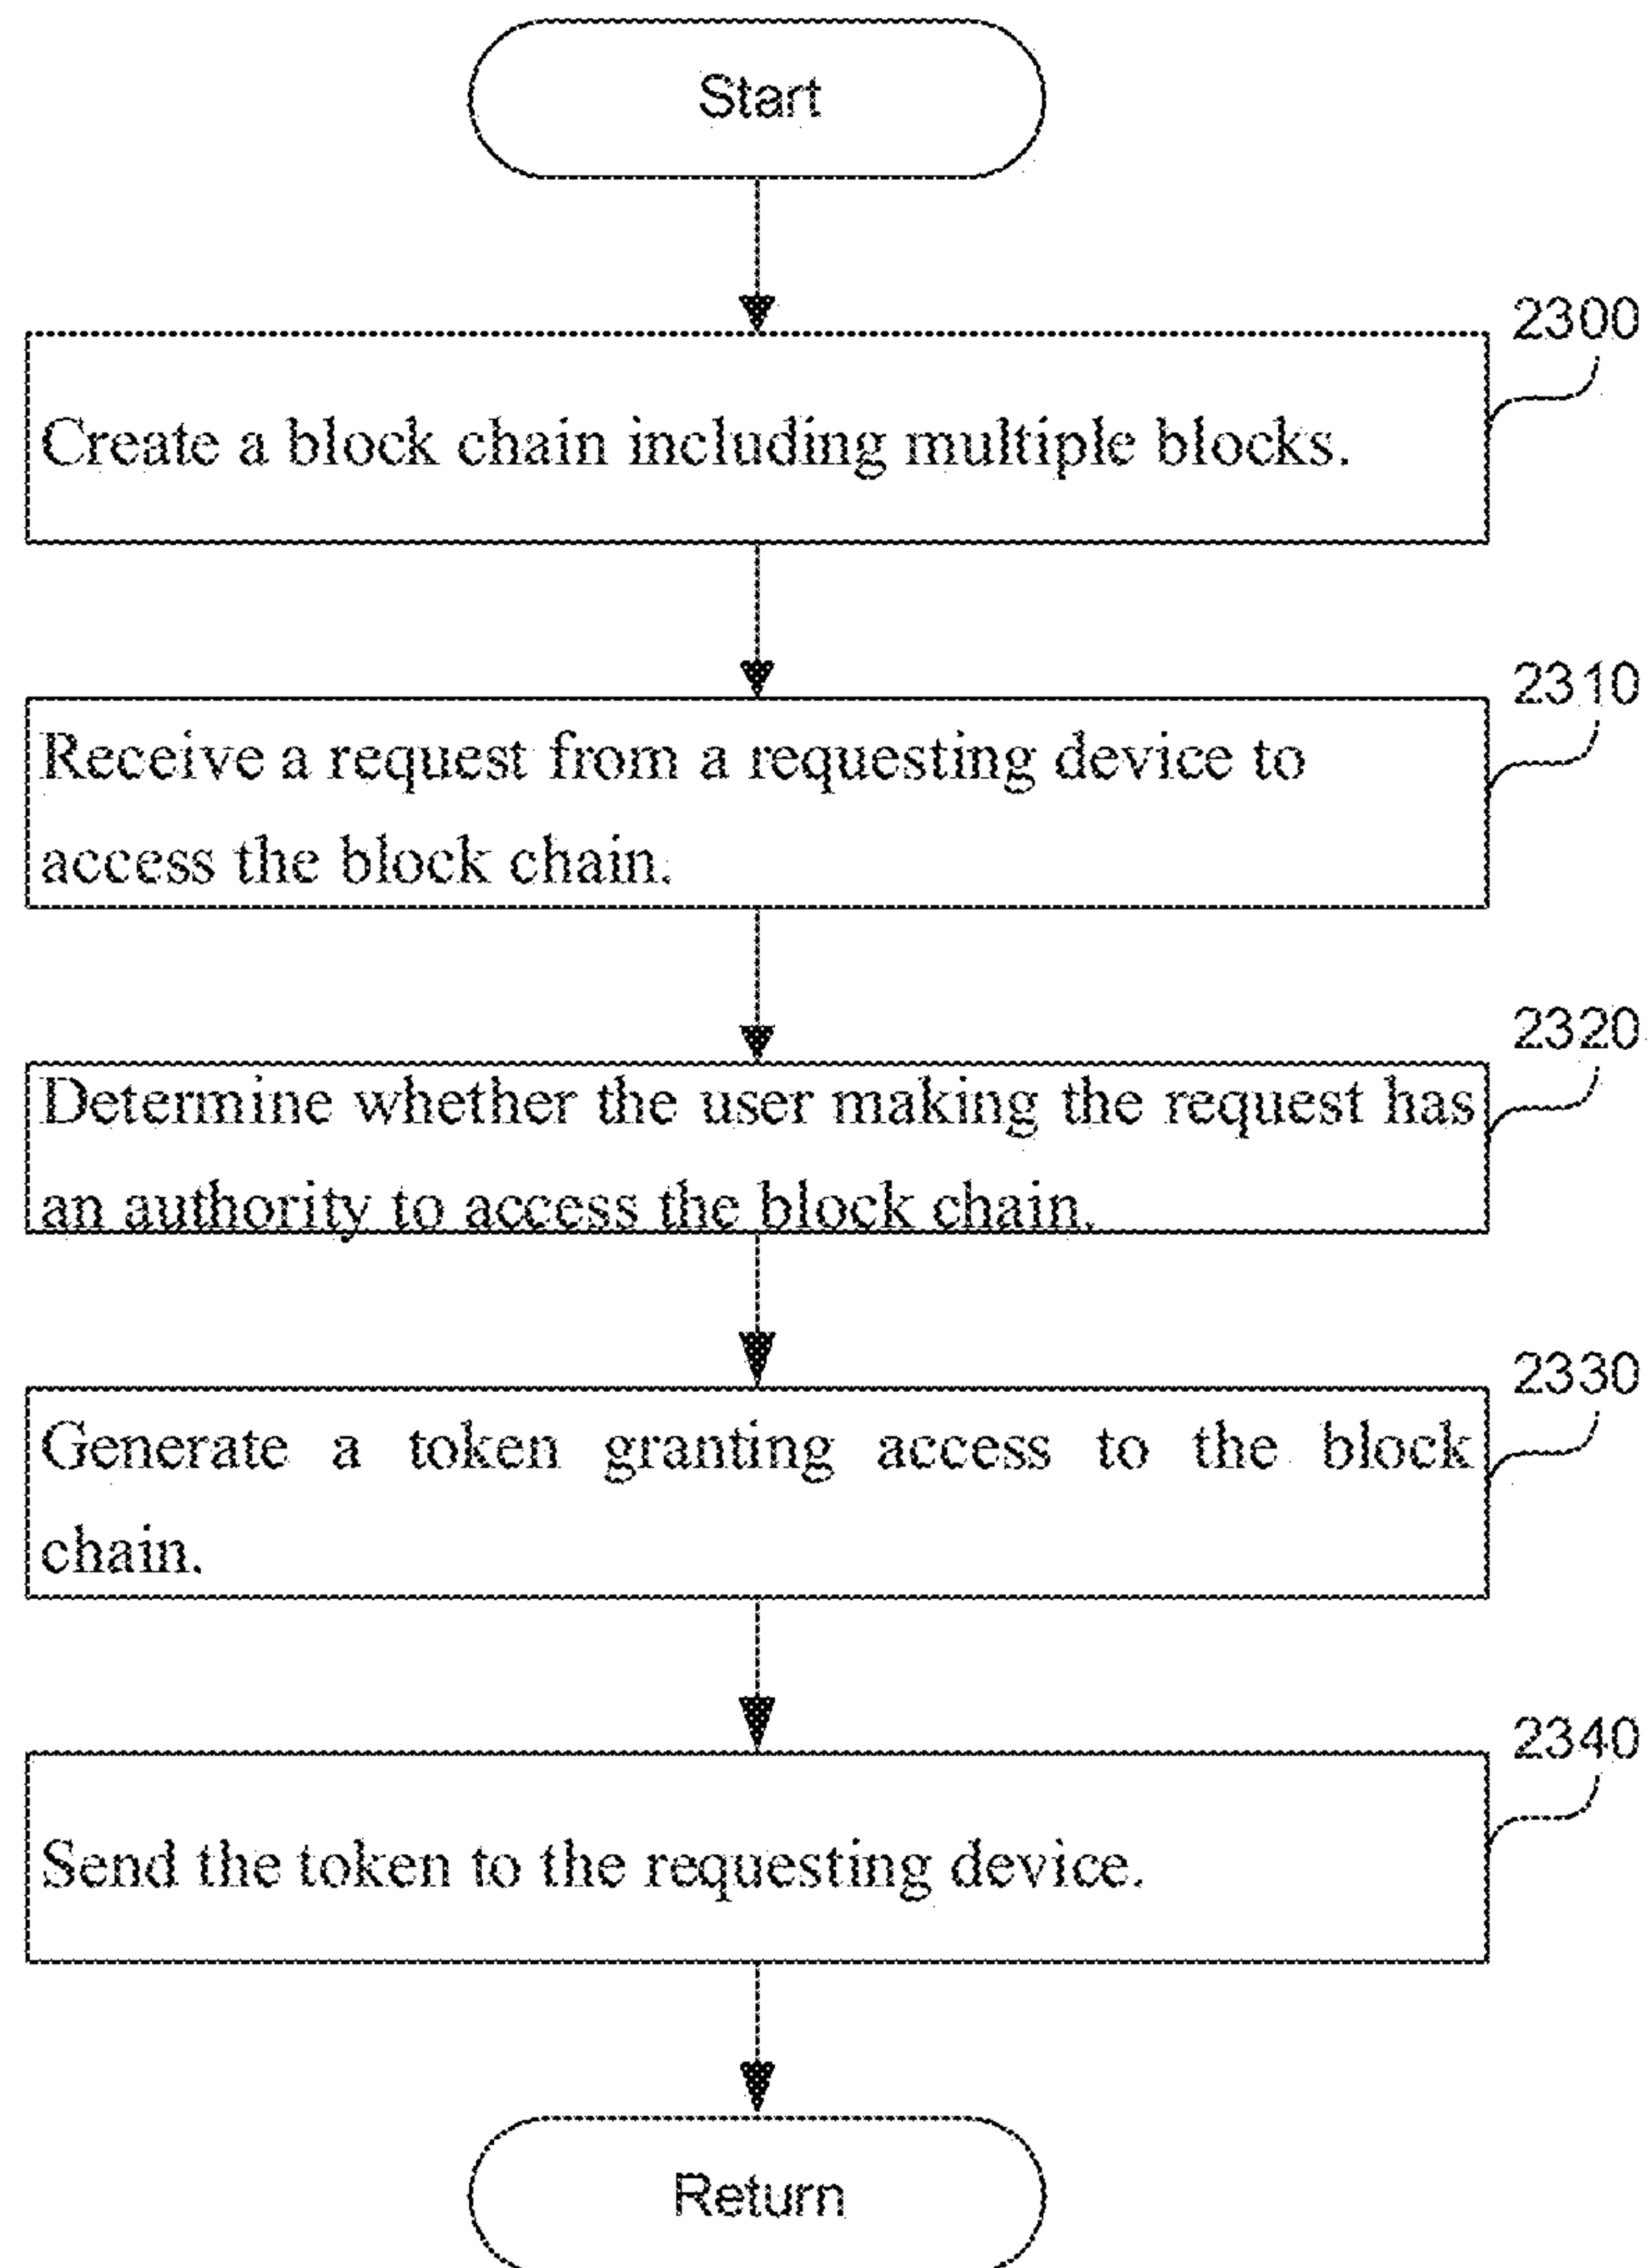 Start
2300
Create a block chain including multiple blocks.
2310
Receive a request from a requesting device to
access the block chain.
2320
Determine whether the user making the request has
an authority to access the block chain.
2330
Generate a token granting access to the block
chain.
2340
Send the token to the requesting device.
Return